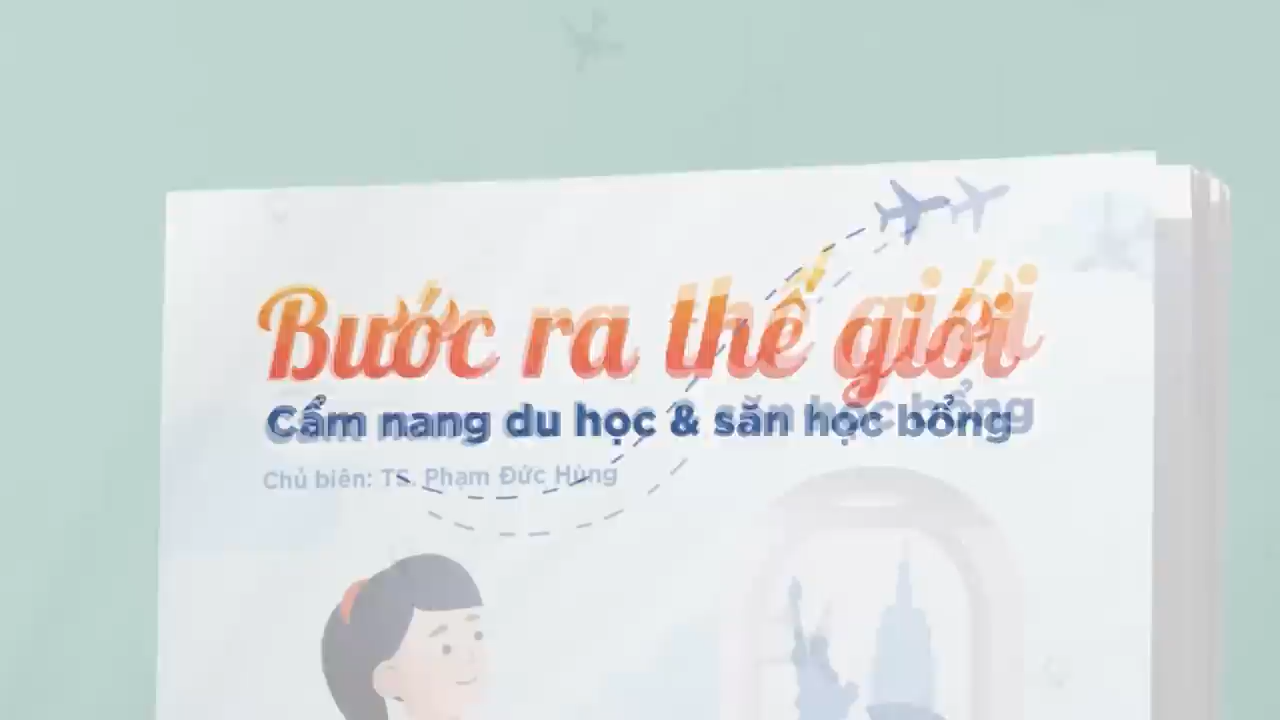 Bước ra thế giới
Cẩm nang du học & săn học bổng
Chủ biên: TS. Phạm Đức Hùng